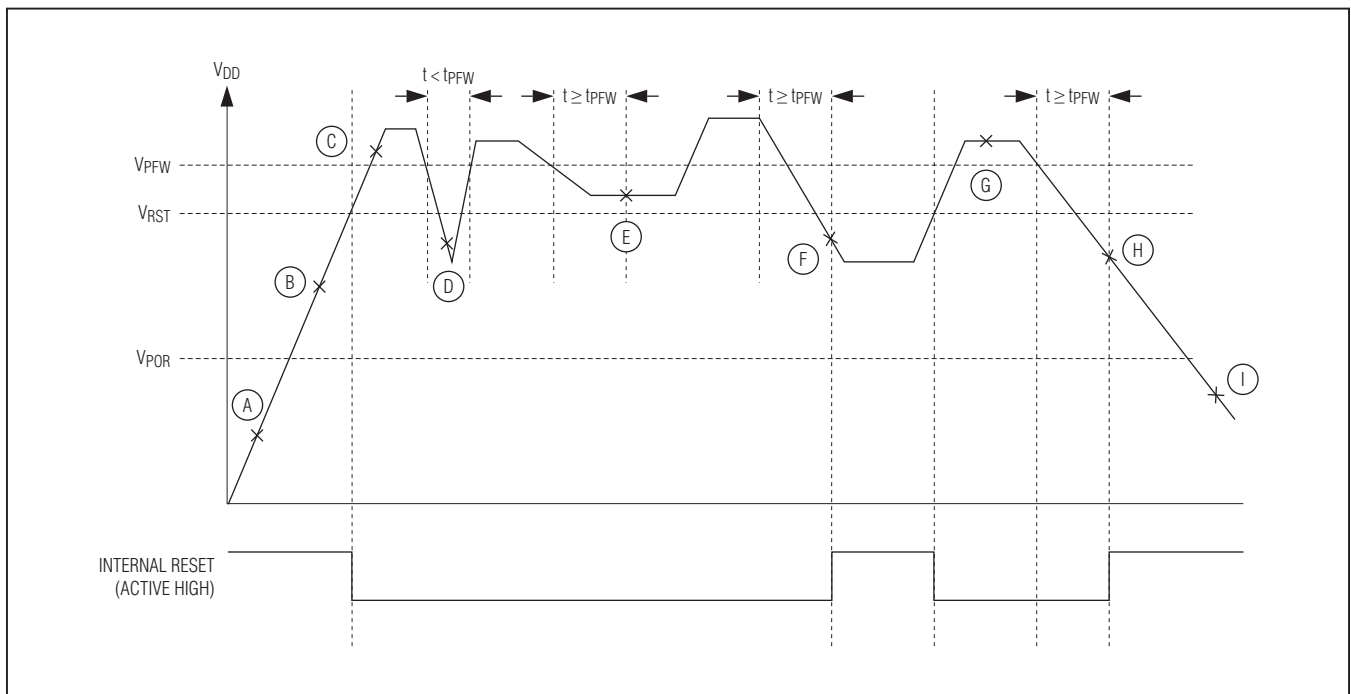 VDD
t < tPFW
t ≥ tPFW
t ≥ tPFW
t ≥ tPFW
C
VPFW
G
VRST
E
F
H
B
D
VPOR
I
A
INTERNAL RESET
(ACTIVE HIGH)